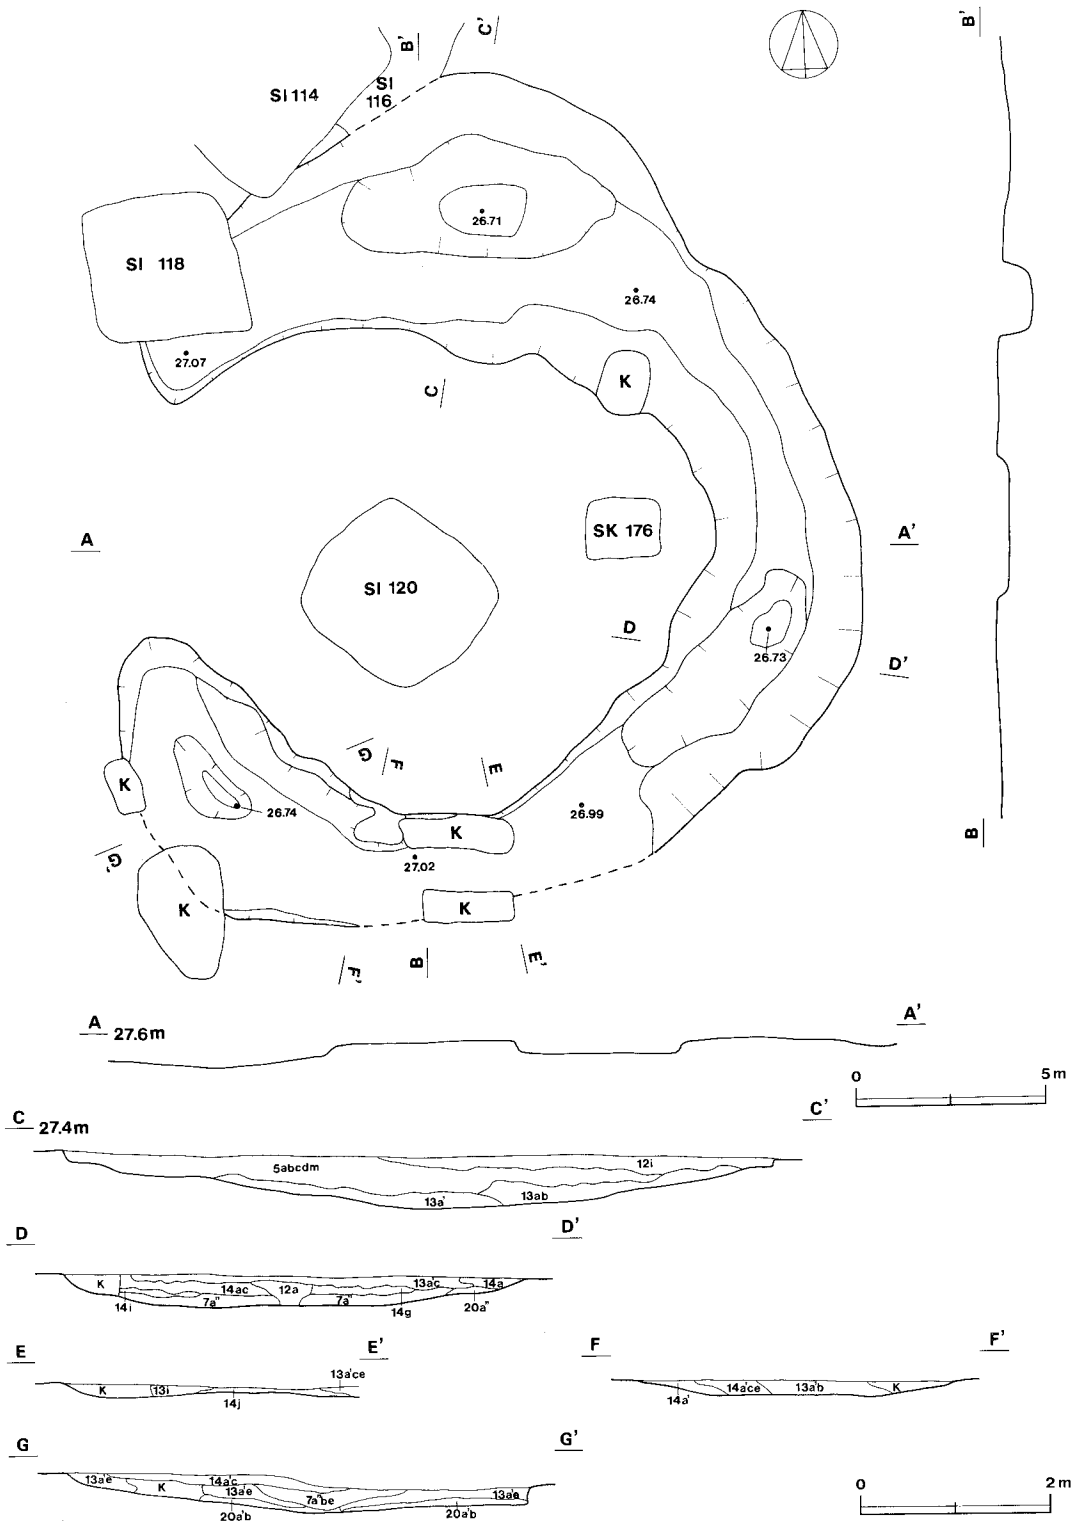 B'
C'
B'
SI 114
SI
116
26.71
SI 118
26.74
27.07
K
C
A
SK 176
A'
SI 120
D
26.73
D'
G
F
E
K
26.74
26.99
K
27.02
G'
K
K
F'
B
E'
B
A 27.6m
A'
0 5m
C 27.4m
C'
5abcdm
12i
13a'
13ab
D
D'
K
14ac
12a
13ac
14a
14i
7a"
7a"
14g
20a"
E
E'
K
13i
13a'ce
14j
F
F'
14a'
14a'ce
13a'b
K
G
G'
13a'e
K
14a'c
13a'e
7a"be
13a'e
20a'b
20a'b
0 2m